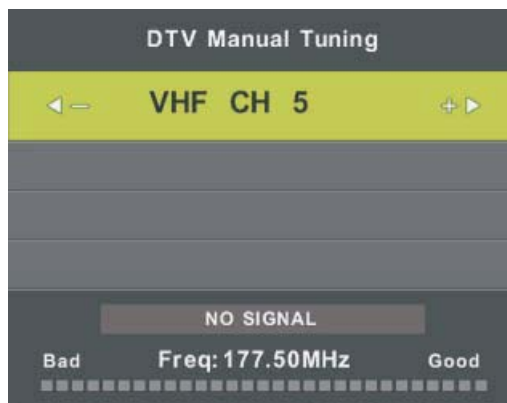 DTV Manual Tuning
VHF CH 5
NO SIGNAL
Bad Freq:177.50MHz Good